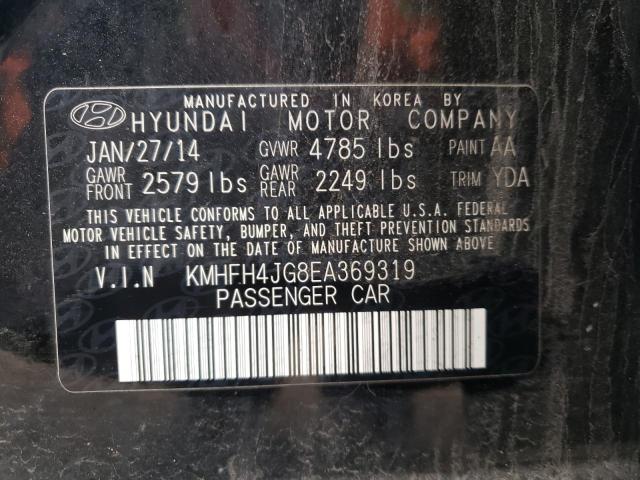 MANUFACTURED IN KOREA BY
HYUNDAI MOTOR COMPANY
JAN/27/14 GVWR 4785 lbs PAINT AA
GAWR FRONT 2579 lbs GAWR REAR 2249 lbs TRIM YDA
THIS VEHICLE CONFORMS TO ALL APPLICABLE U.S.A. FEDERAL
MOTOR VEHICLE SAFETY, BUMPER, AND THEFT PREVENTION STANDARDS
IN EFFECT ON THE DATE OF MANUFACTURE SHOWN ABOVE.
V.I.N KMHFH4JG8EA369319
PASSENGER CAR